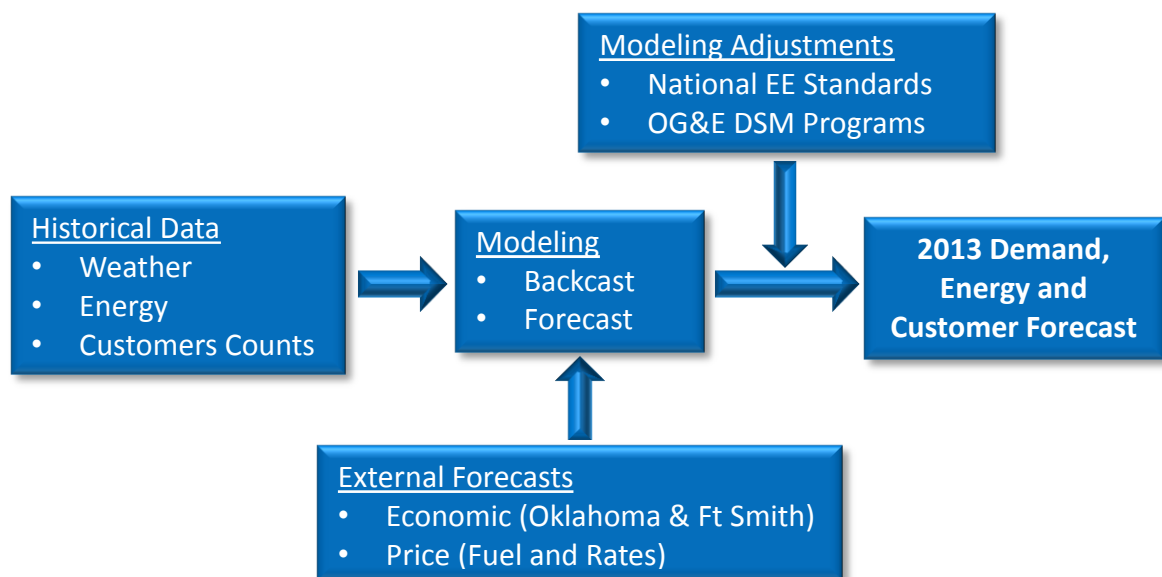 Modeling Adjustments
• National EE Standards
• OG&E DSM Programs
Historical Data
• Weather
• Energy
• Customers Counts
Modeling
• Backcast
• Forecast
2013 Demand,
Energy and
Customer Forecast
External Forecasts
• Economic (Oklahoma & Ft Smith)
• Price (Fuel and Rates)